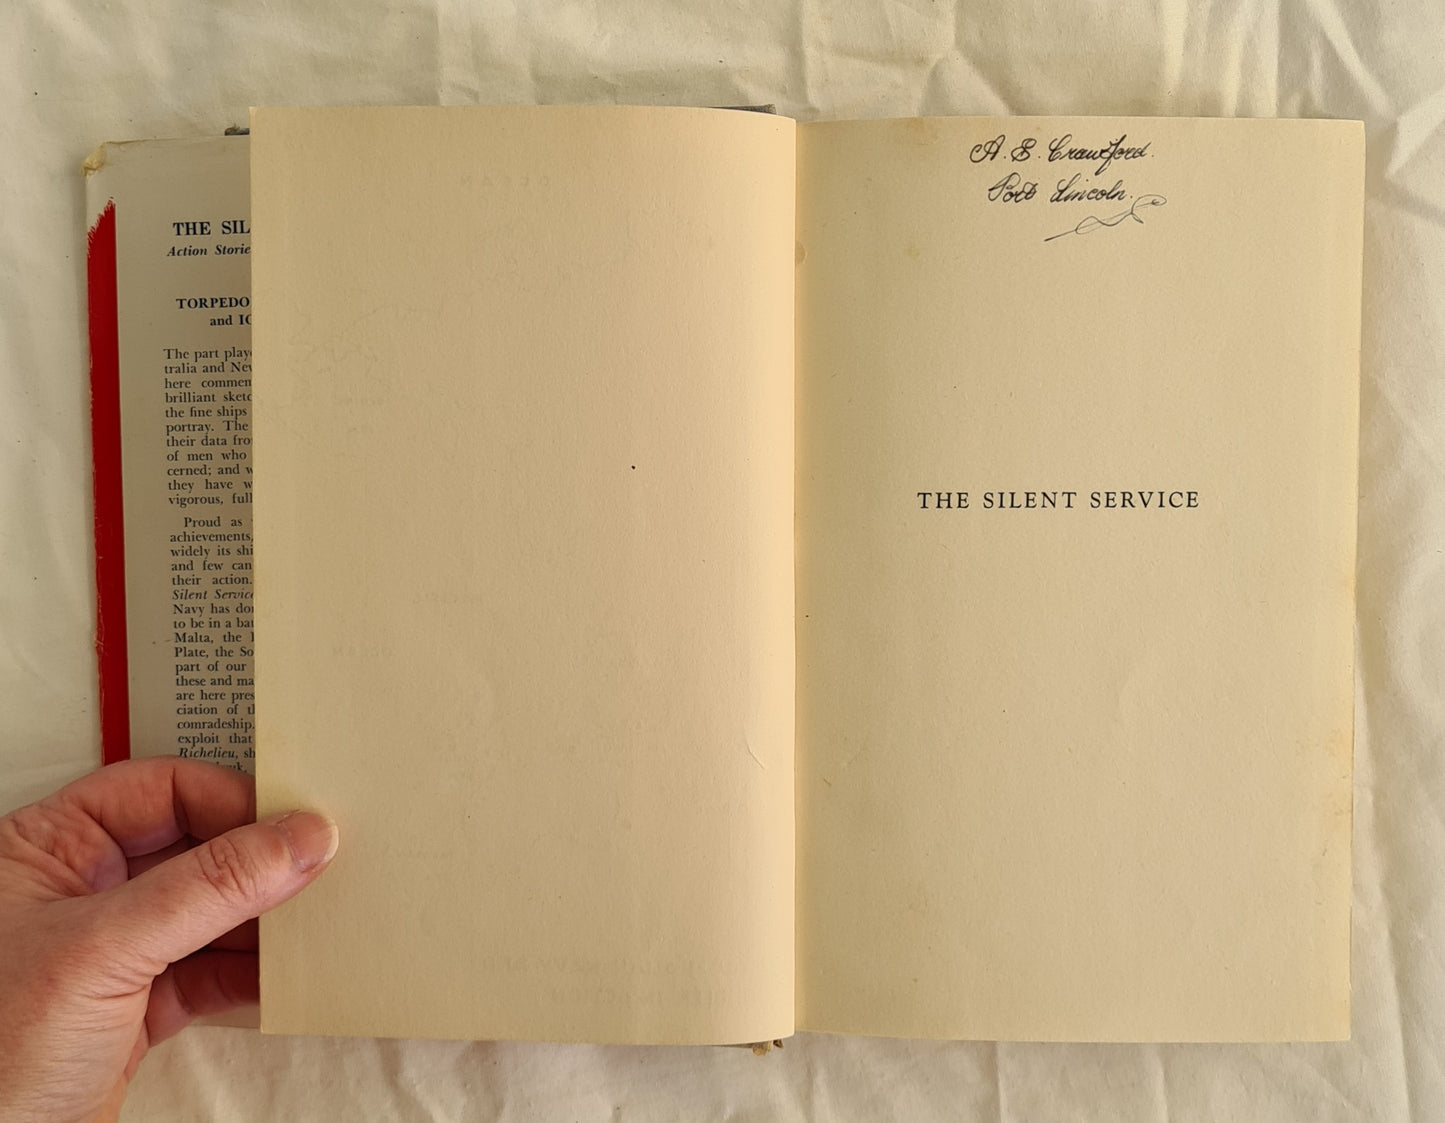 THE SIL
Action Storie
TORPEDO
and IC
The part play
tralia and Nev
here commen
brilliant sketc
the fine ships
portray. The
their data fro
of men who
cerned; and w
they have w
vigorous, full
Proud as
achievements,
widely its shi
and few can
their action.
Silent Service
Navy has don
to be in a bat
Malta, the
Plate, the So
part of our
these and ma
are here pres
ciation of t
comradeship.
exploit that
Richelieu, sh
A. E. Crawford.
Port Lincoln.
THE SILENT SERVICE